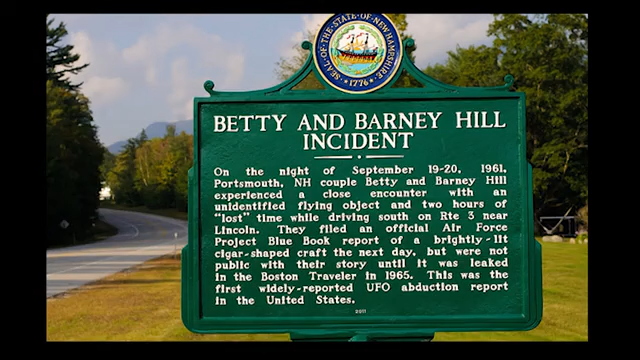 SEAL OF THE STATE OF NEW HAMPSHIRE
1776
BETTY AND BARNEY HILL
INCIDENT
On the night of September 19-20, 1961,
Portsmouth, NH couple Betty and Barney Hill
experienced a close encounter with an
unidentified flying object and two hours of
"lost" time while driving south on Rte 3 near
Lincoln. They filed an official Air Force
Project Blue Book report of a brightly-lit
cigar-shaped craft the next day, but were not
public with their story until it was leaked
in the Boston Traveler in 1965. This was the
first widely-reported UFO abduction report
in the United States.
2011